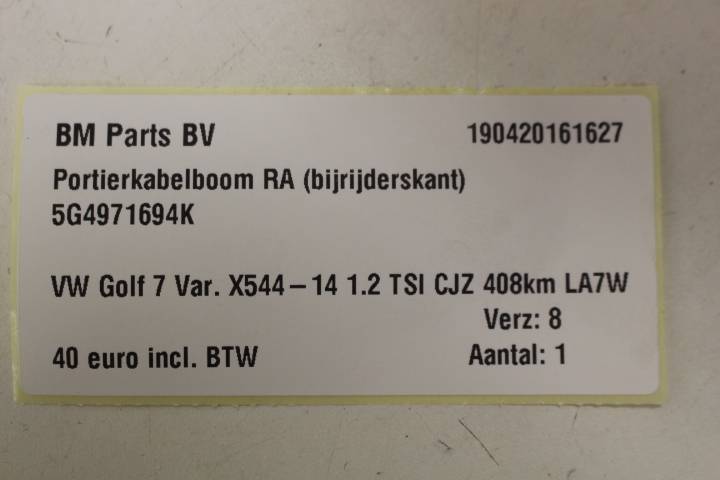 BM Parts BV 190420161627
Portierkabelboom RA (bijrijderskant)
5G4971694K
VW Golf 7 Var. X544-14 1.2 TSI CJZ 408km LA7W
Verz: 8
40 euro incl. BTW Aantal: 1